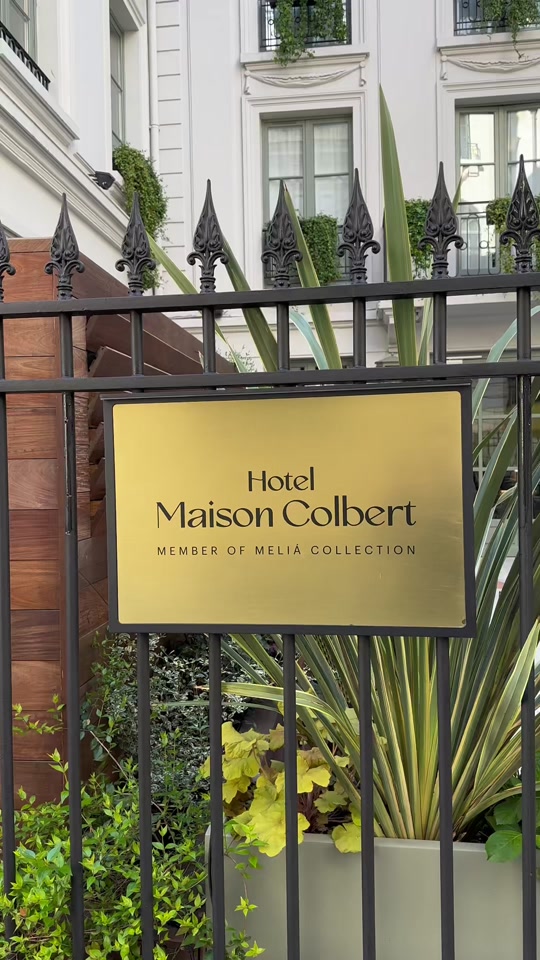 Hotel
Maison Colbert
MEMBER OF MELIÁ COLLECTION